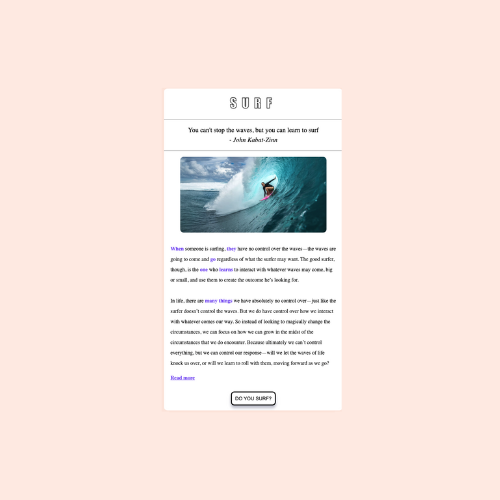 SURF
You can't stop the waves, but you can learn to surf
- John Kabat-Zinn
When someone is surfing, they have no control over the waves—the waves are
going to come and go regardless of what the surfer may want. The good surfer,
though, is the one who learns to interact with whatever waves may come, big
or small, and use them to create the outcome he's looking for.
In life, there are many things we have absolutely no control over—just like the
surfer doesn't control the waves. But we do have control over how we interact
with whatever comes our way. So instead of looking to magically change the
circumstances, we can focus on how we can grow in the midst of the
circumstances that we do encounter. Because ultimately we can't control
everything, but we can control our response—will we let the waves of life
knock us over, or will we learn to roll with them, moving forward as we go?
Read more
DO YOU SURF?